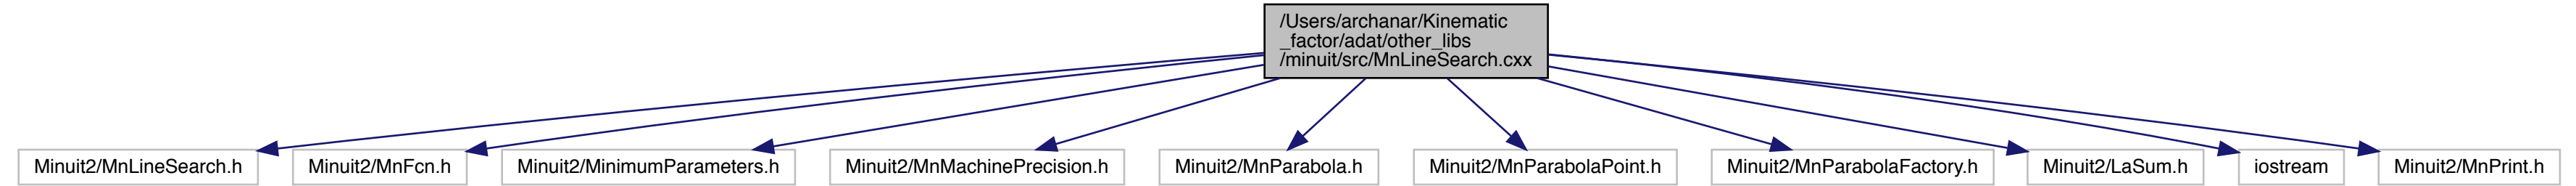 /Users/archanar/Kinematic
_factor/adat/other_libs
/minuit/src/MnLineSearch.cxx
Minuit2/MnLineSearch.h
Minuit2/MnFcn.h
Minuit2/MinimumParameters.h
Minuit2/MnMachinePrecision.h
Minuit2/MnParabola.h
Minuit2/MnParabolaPoint.h
Minuit2/MnParabolaFactory.h
Minuit2/LaSum.h
iostream
Minuit2/MnPrint.h